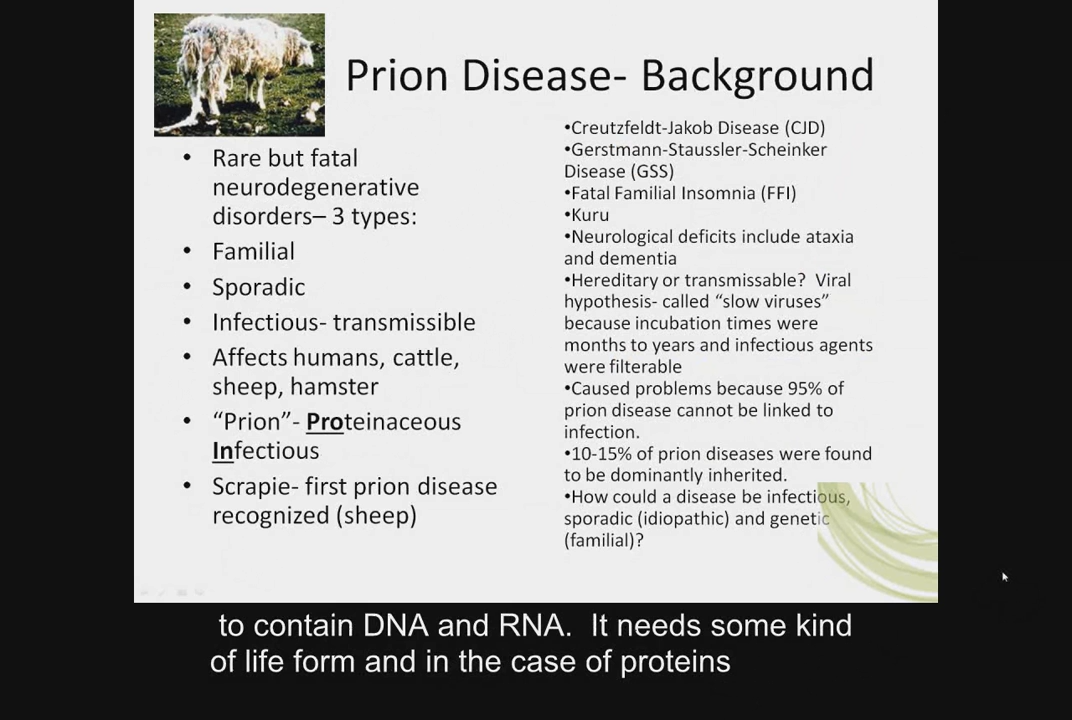 Prion Disease- Background
• Rare but fatal
neurodegenerative
disorders– 3 types:
• Familial
• Sporadic
• Infectious- transmissible
• Affects humans, cattle,
sheep, hamster
• “Prion”- Proteinaceous
Infectious
• Scrapie- first prion disease
recognized (sheep)
•Creutzfeldt-Jakob Disease (CJD)
•Gerstmann-Staussler-Scheinker
Disease (GSS)
•Fatal Familial Insomnia (FFI)
•Kuru
•Neurological deficits include ataxia
and dementia
•Hereditary or transmissable?  Viral
hypothesis- called “slow viruses”
because incubation times were
months to years and infectious agents
were filterable
•Caused problems because 95% of
prion disease cannot be linked to
infection.
•10-15% of prion diseases were found
to be dominantly inherited.
•How could a disease be infectious,
sporadic (idiopathic) and genetic
(familial)?
to contain DNA and RNA.  It needs some kind
of life form and in the case of proteins